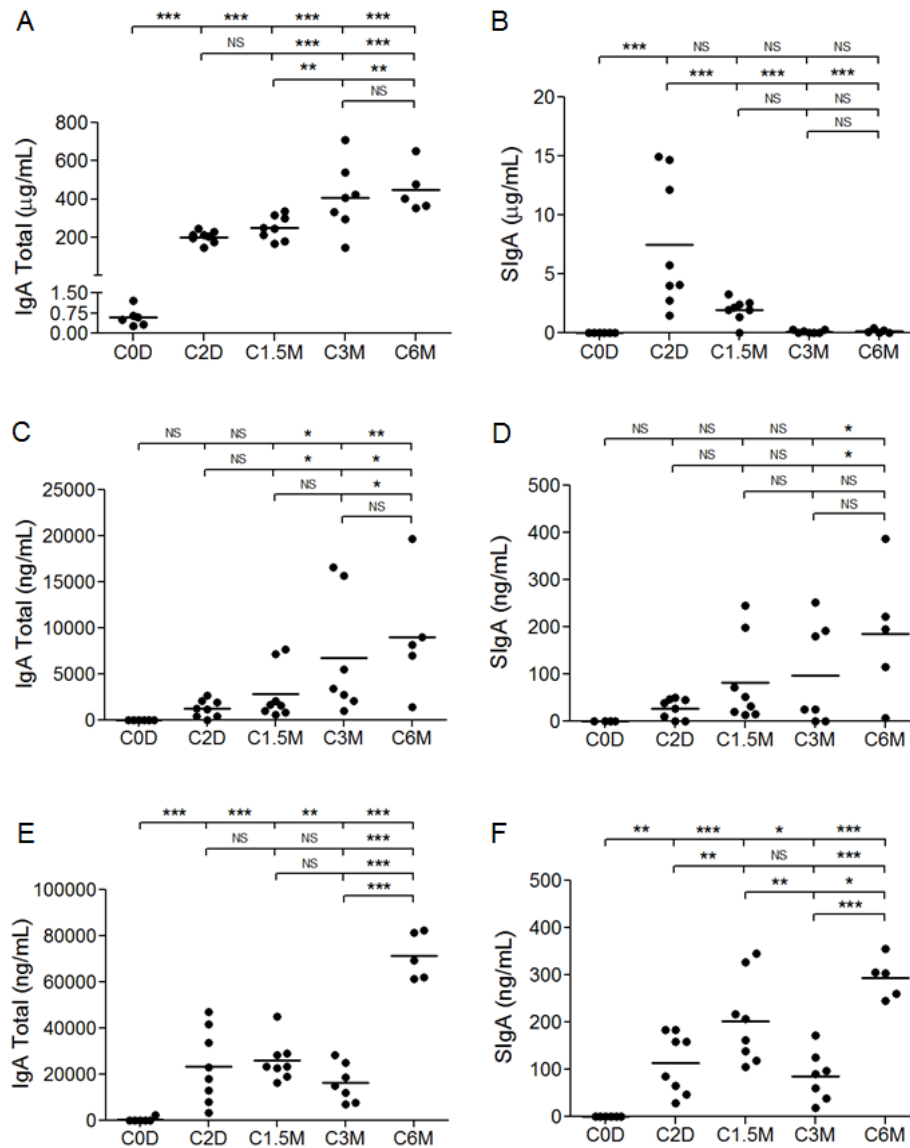 A
*** *** *** ***
NS *** ***
** **
NS
IgA Total (µg/mL)
800
600
400
200
1.50
0.75
0.00
C0D C2D C1.5M C3M C6M
B
*** NS NS NS
*** *** ***
NS NS
NS
SIgA (µg/mL)
20
15
10
5
0
C0D C2D C1.5M C3M C6M
C
NS NS * **
NS * *
NS *
NS
IgA Total (ng/mL)
25000
20000
15000
10000
5000
0
C0D C2D C1.5M C3M C6M
D
NS NS NS *
NS NS *
NS NS
NS
SIgA (ng/mL)
500
400
300
200
100
0
C0D C2D C1.5M C3M C6M
E
*** *** ** ***
NS NS ***
NS ***
***
IgA Total (ng/mL)
100000
80000
60000
40000
20000
0
C0D C2D C1.5M C3M C6M
F
** *** * ***
** NS ***
** *
***
SIgA (ng/mL)
500
400
300
200
100
0
C0D C2D C1.5M C3M C6M